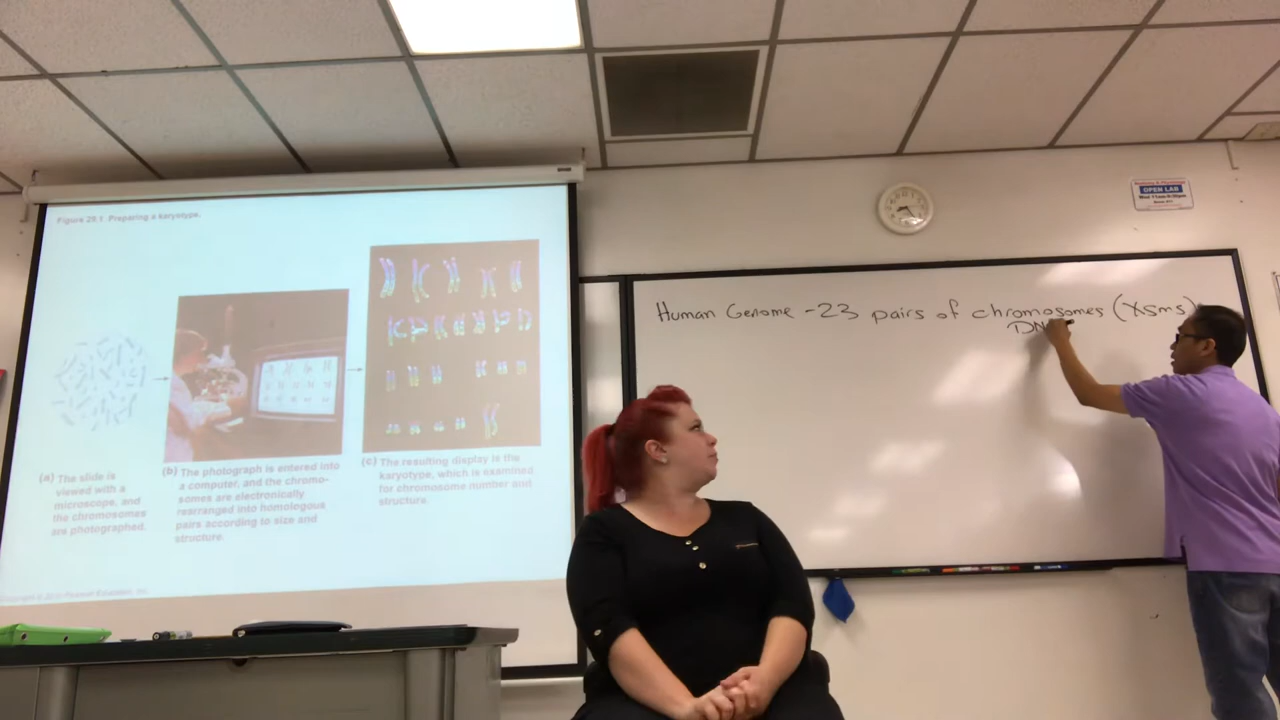 Figure 29.1 Preparing a karyotype.
(a) The slide is
viewed with a
microscope, and
the chromosomes
are photographed.
(b) The photograph is entered into
a computer, and the chromo-
somes are electronically
rearranged into homologous
pairs according to size and
structure.
(c) The resulting display is the
karyotype, which is examined
for chromosome number and
structure.
Human Genome - 23 pairs of chromosomes (Xsms)
DN
OPEN LAB